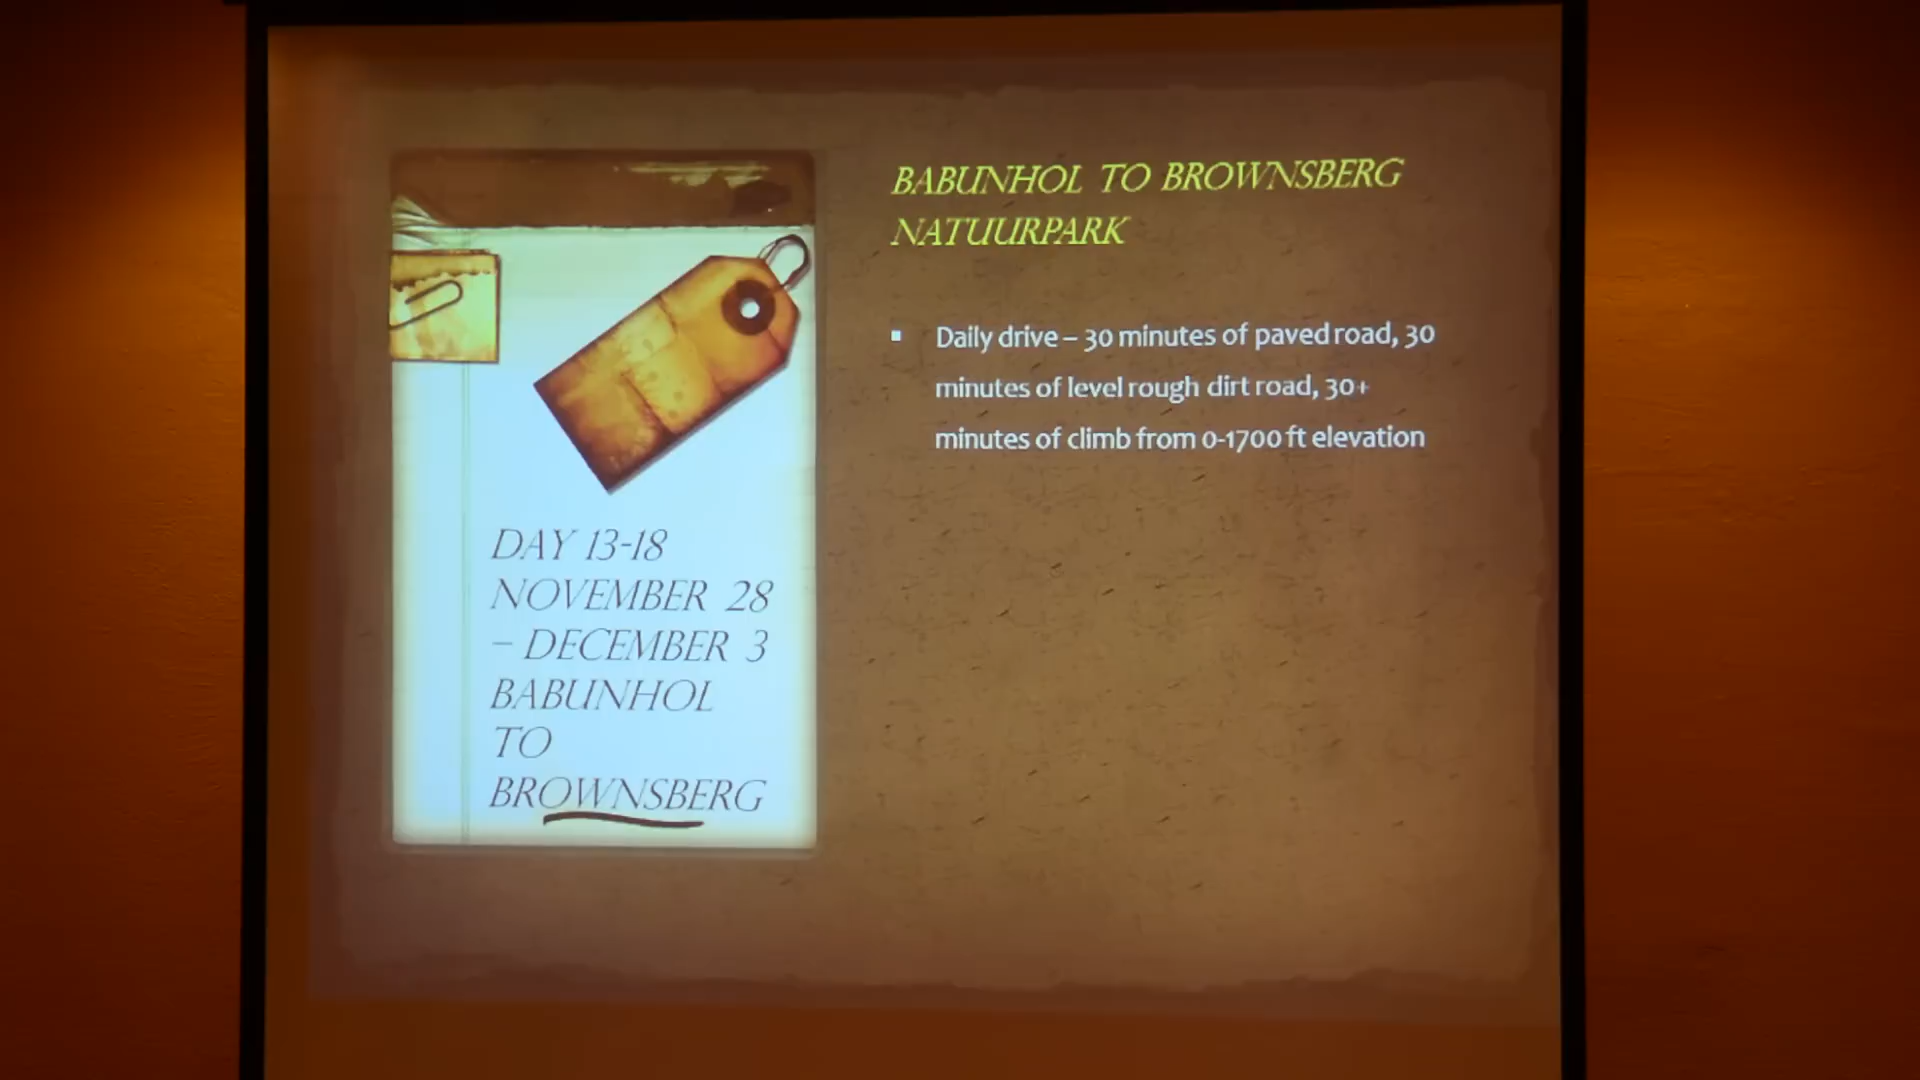 BABUNHOL TO BROWNSBERG
NATUURPARK
Daily drive – 30 minutes of paved road, 30
minutes of level rough dirt road, 30+
minutes of climb from 0-1700 ft elevation
DAY 13-18
NOVEMBER 28
– DECEMBER 3
BABUNHOL
TO
BROWNSBERG